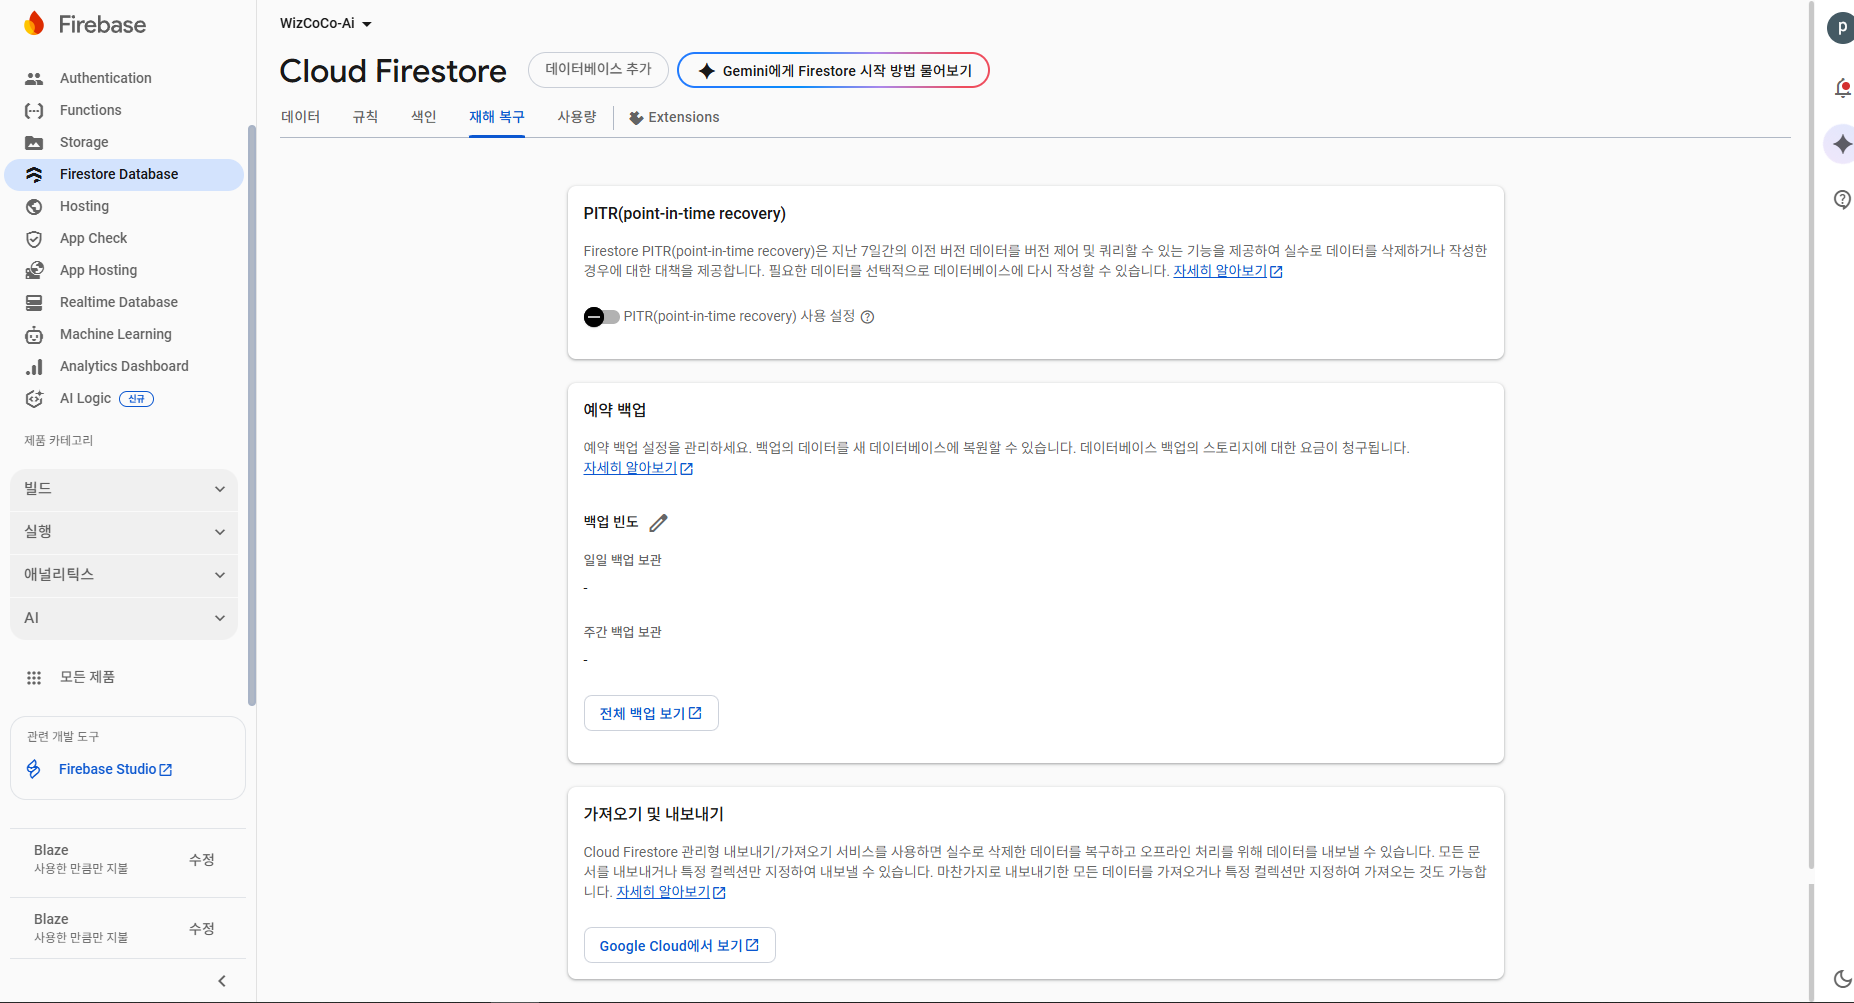 Firebase
Authentication
Functions
Storage
Firestore Database
Hosting
App Check
App Hosting
Realtime Database
Machine Learning
Analytics Dashboard
AI Logic 신규
제품 카테고리
빌드
실행
애널리틱스
AI
모든 제품
관련 개발 도구
Firebase Studio
Blaze
사용한 만큼만 지불
수정
Blaze
사용한 만큼만 지불
수정
WizCoCo-Ai
Cloud Firestore
데이터베이스 추가
Gemini에게 Firestore 시작 방법 물어보기
데이터 규칙 색인 재해 복구 사용량 Extensions
PITR(point-in-time recovery)
Firestore PITR(point-in-time recovery)은 지난 7일간의 이전 버전 데이터를 버전 제어 및 쿼리할 수 있는 기능을 제공하여 실수로 데이터를 삭제하거나 작성한
경우에 대한 대책을 제공합니다. 필요한 데이터를 선택적으로 데이터베이스에 다시 작성할 수 있습니다. 자세히 알아보기
PITR(point-in-time recovery) 사용 설정
예약 백업
예약 백업 설정을 관리하세요. 백업의 데이터를 새 데이터베이스에 복원할 수 있습니다. 데이터베이스 백업의 스토리지에 대한 요금이 청구됩니다.
자세히 알아보기
백업 빈도
일일 백업 보관
-
주간 백업 보관
-
전체 백업 보기
가져오기 및 내보내기
Cloud Firestore 관리형 내보내기/가져오기 서비스를 사용하면 실수로 삭제한 데이터를 복구하고 오프라인 처리를 위해 데이터를 내보낼 수 있습니다. 모든 문
서를 내보내거나 특정 컬렉션만 지정하여 내보낼 수 있습니다. 마찬가지로 내보내기한 모든 데이터를 가져오거나 특정 컬렉션만 지정하여 가져오는 것도 가능합
니다. 자세히 알아보기
Google Cloud에서 보기
p